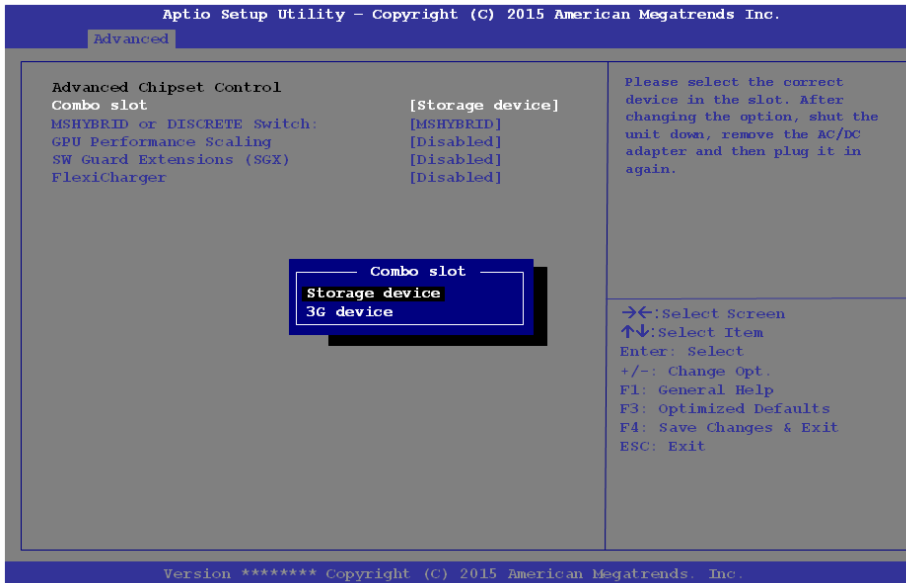 Aptio Setup Utility – Copyright (C) 2015 American Megatrends Inc.
Advanced
Advanced Chipset Control
Combo slot [Storage device]
MSHYBRID or DISCRETE Switch: [MSHYBRID]
GPU Performance Scaling [Disabled]
SW Guard Extensions (SGX) [Disabled]
FlexiCharger [Disabled]
Please select the correct
device in the slot. After
changing the option, shut the
unit down, remove the AC/DC
adapter and then plug it in
again.
Combo slot
Storage device
3G device
→←:Select Screen
↑↓:Select Item
Enter: Select
+/-: Change Opt.
F1: General Help
F3: Optimized Defaults
F4: Save Changes & Exit
ESC: Exit
Version ******** Copyright (C) 2015 American Megatrends. Inc.